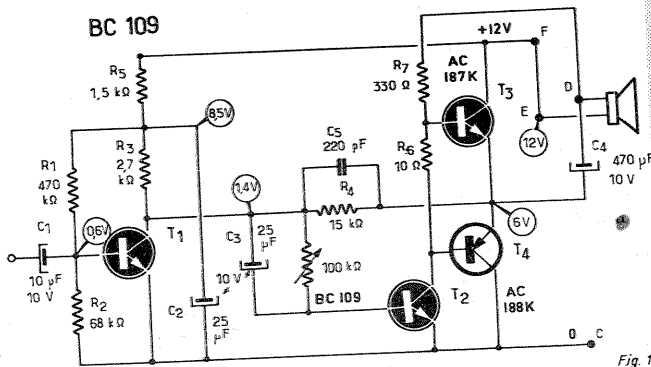 BC 109
+12V
F
R5
1,5 kΩ
R7
330 Ω
AC
187K
T3
D
8,5V
E
12V
R3
2,7
kΩ
C5
220 pF
R6
10 Ω
C4
470 µF
10 V
R1
470
kΩ
1,4V
R4
15 kΩ
6V
C1
0,6V
T1
C3
25
µF
T4
10 µF
10 V
10 V
100 kΩ
R2
68 kΩ
C2
25
µF
BC 109
T2
AC
188K
0
C
Fig. 1